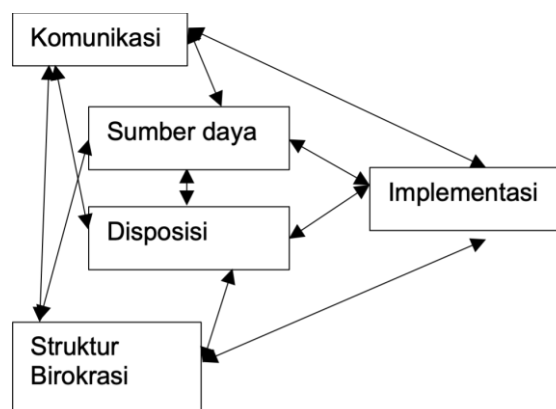 Komunikasi
Sumber daya
Implementasi
Disposisi
Struktur
Birokrasi